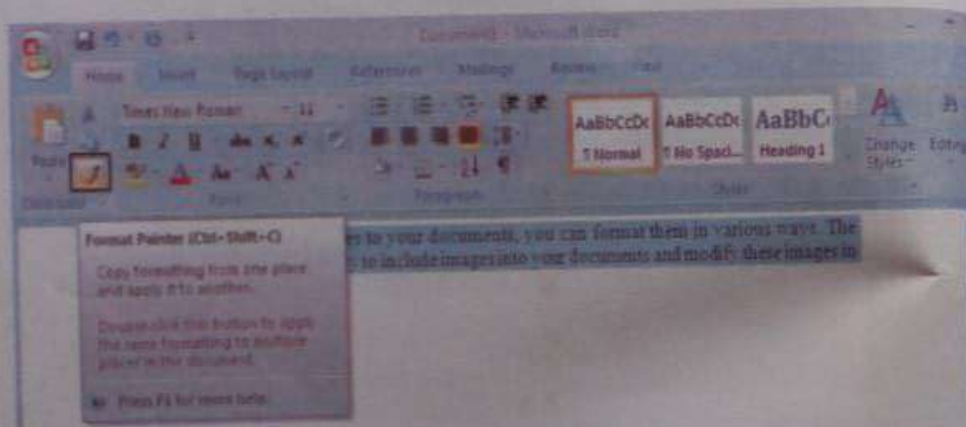 Document1 - Microsoft Word
Home Insert Page Layout References Mailings Review View
Times New Roman 11
AaBbCcDc AaBbCcDc AaBbC
Paste B I U abc
¶ Normal ¶ No Spaci... Heading 1 Change Styles Editing
Aa A A
Clipboard Font Paragraph Styles
Format Painter (Ctrl+Shift+C)
Copy formatting from one place
and apply it to another.
Double-click this button to apply
the same formatting to multiple
places in the document.
Press F1 for more help.
es to your documents, you can format them in various ways. The
to include images into your documents and modify these images in